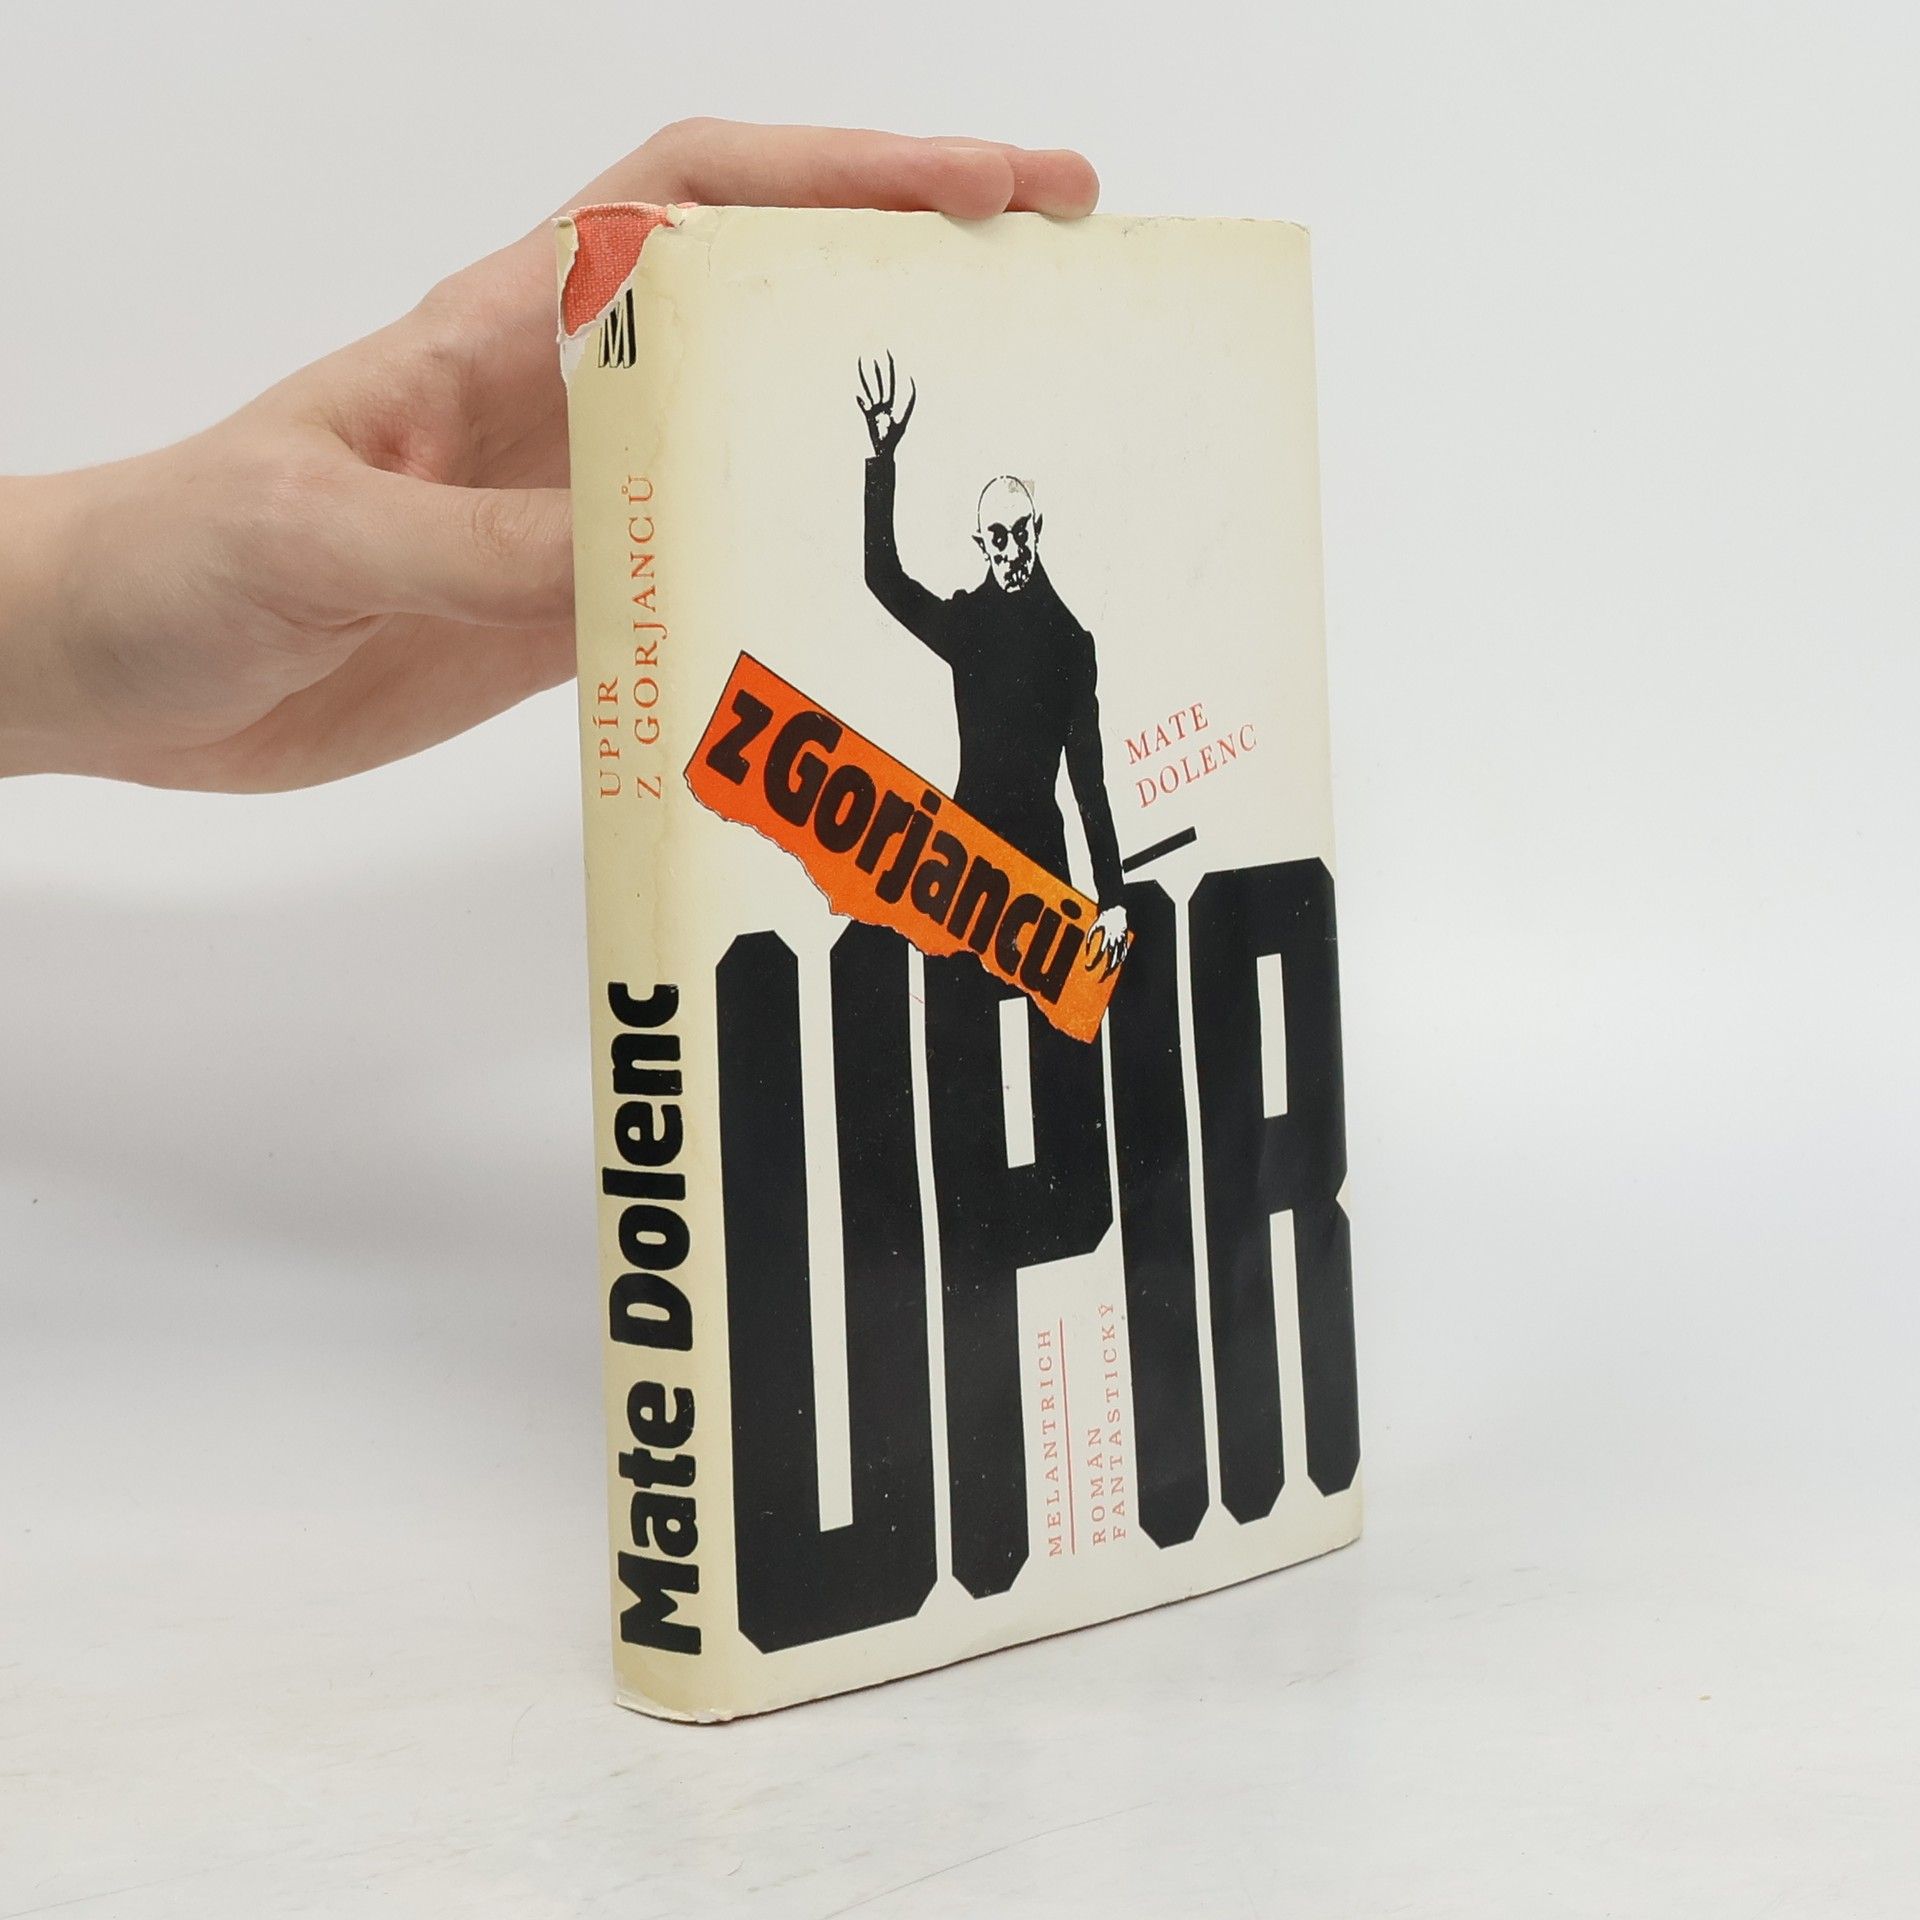 M
UPÍR
Z GORJANCŮ
Mate Dolenc
z Gorjanců
MATE
DOLENC
UPÍR
MELANTRICH
ROMÁN
FANTASTICKÝ